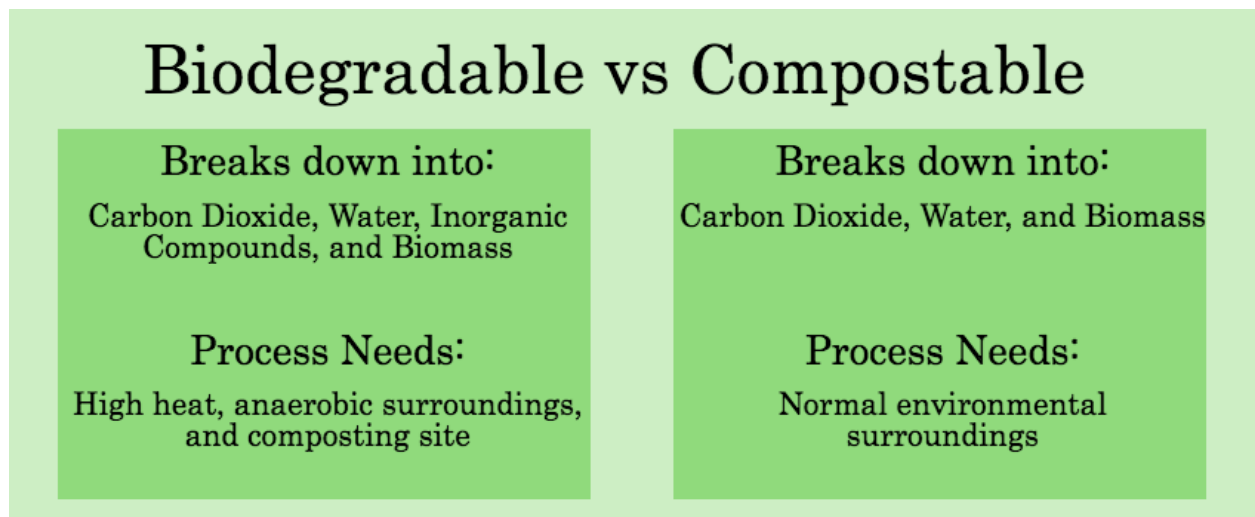 Biodegradable vs Compostable
Breaks down into:
Carbon Dioxide, Water, Inorganic
Compounds, and Biomass
Process Needs:
High heat, anaerobic surroundings,
and composting site
Breaks down into:
Carbon Dioxide, Water, and Biomass
Process Needs:
Normal environmental
surroundings